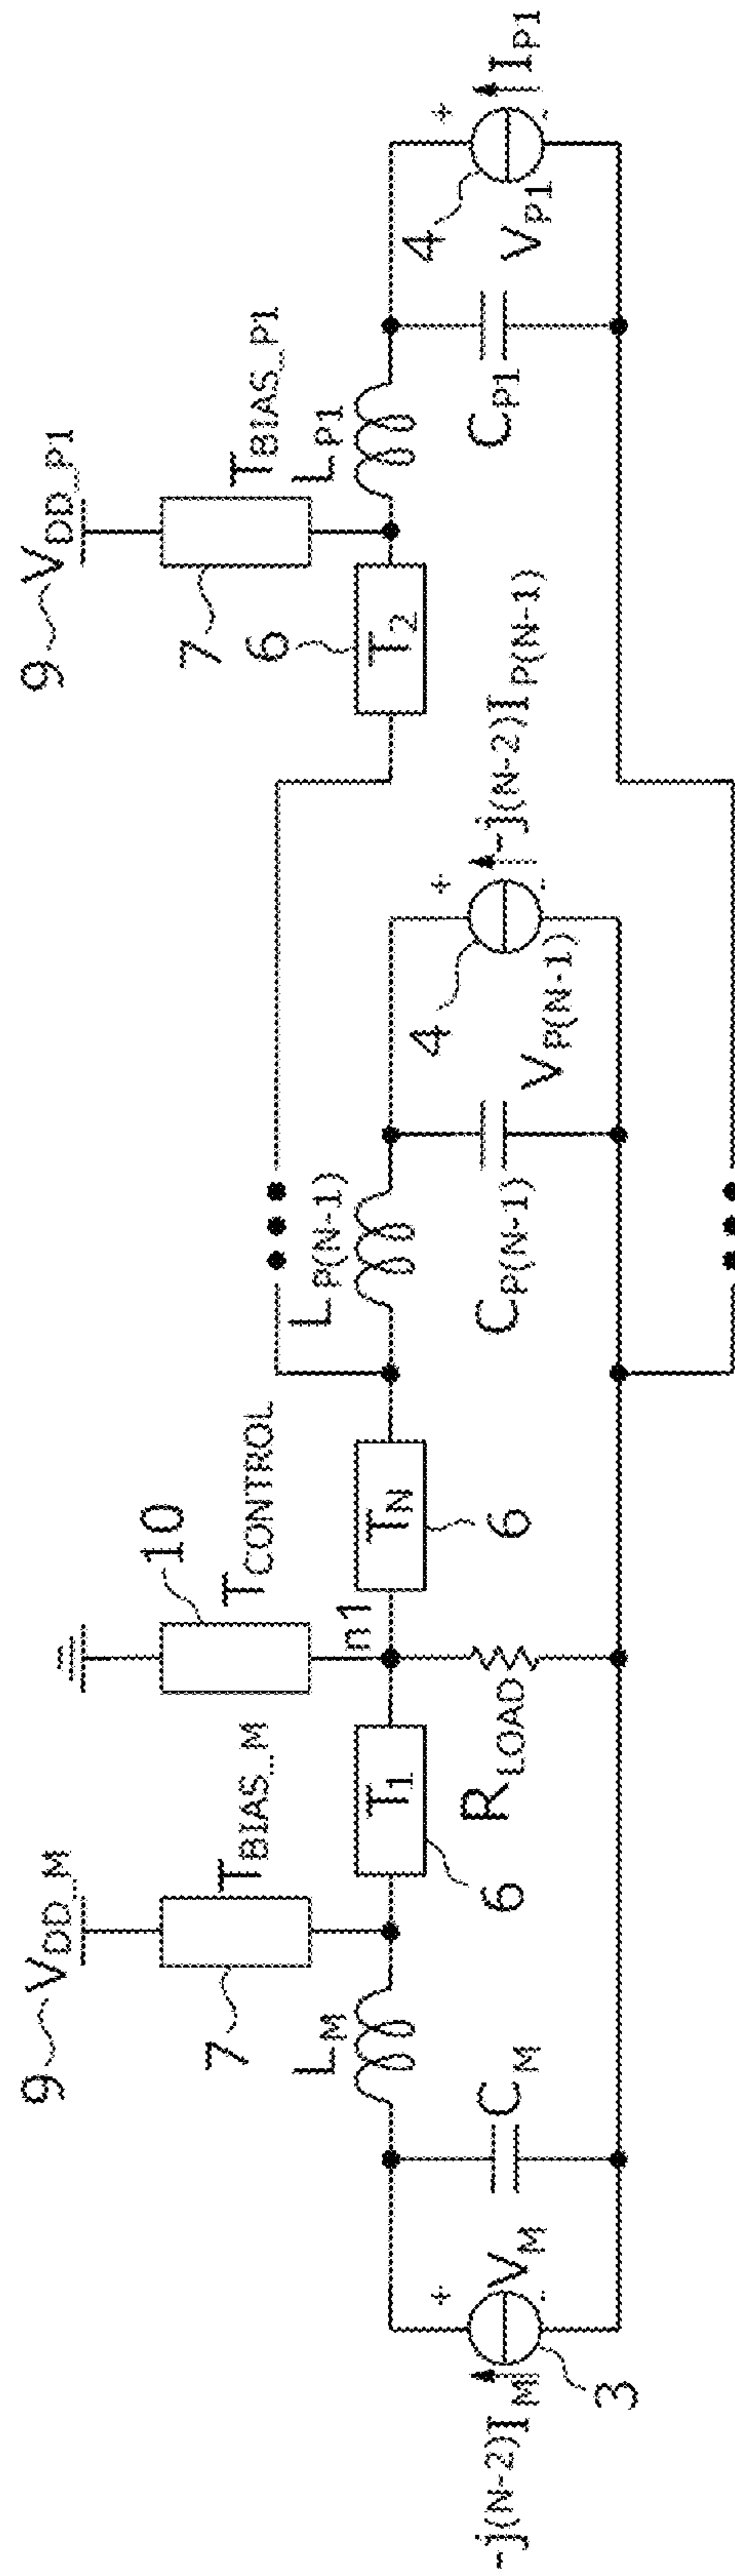 9
V_DD_M
9
V_DD_P1
10
7
T_BIAS_M
T_CONTROL
7
T_BIAS_P1
L_M
n1
L_P(N-1)
6
L_P1
T_1
T_N
T_2
4
4
+
+
+
-j(N-2)I_M
V_M
C_M
6
R_LOAD
6
C_P(N-1)
V_P(N-1)
-j(N-2)I_P(N-1)
C_P1
V_P1
I_P1
-
-
-
3